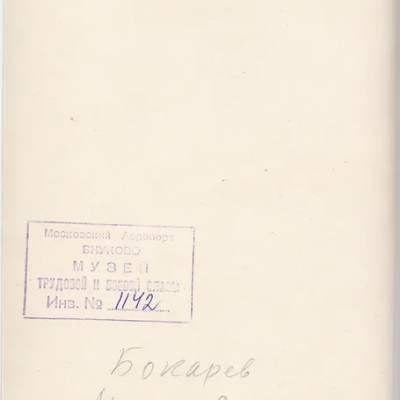 Московский Аэропорт
ВНУКОВО
МУЗЕЙ
ТРУДОВОЙ И БОЕВОЙ СЛАВЫ
Инв. № 1142
Бокарев